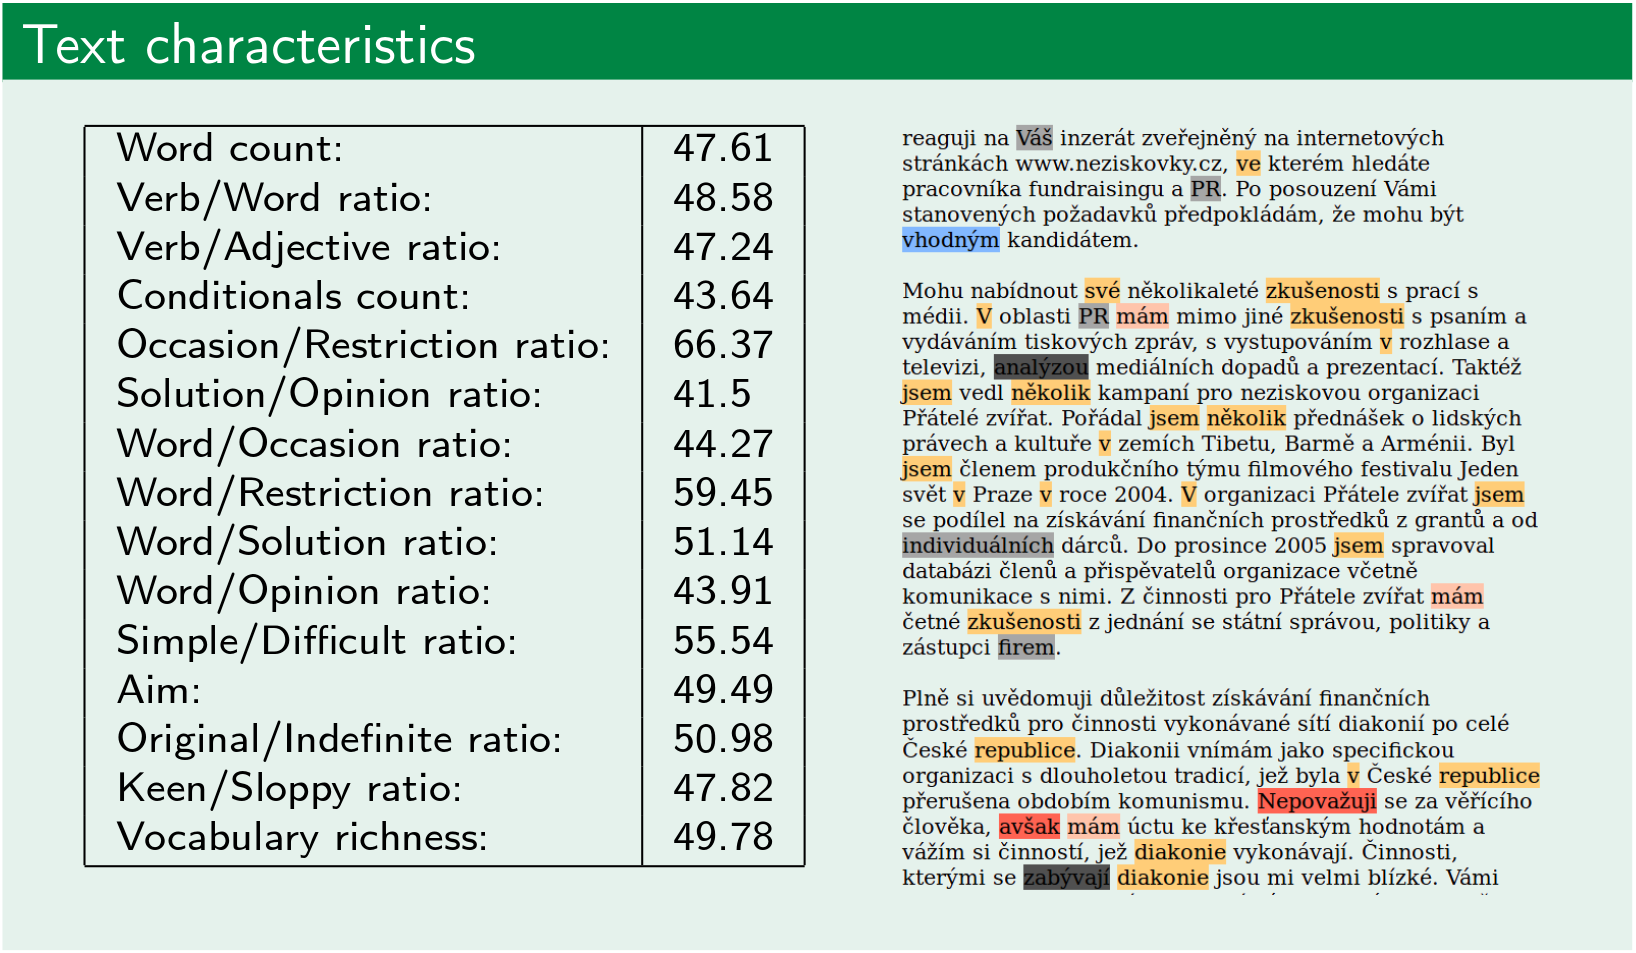 Text characteristics
Word count: 47.61
Verb/Word ratio: 48.58
Verb/Adjective ratio: 47.24
Conditionals count: 43.64
Occasion/Restriction ratio: 66.37
Solution/Opinion ratio: 41.5
Word/Occasion ratio: 44.27
Word/Restriction ratio: 59.45
Word/Solution ratio: 51.14
Word/Opinion ratio: 43.91
Simple/Difficult ratio: 55.54
Aim: 49.49
Original/Indefinite ratio: 50.98
Keen/Sloppy ratio: 47.82
Vocabulary richness: 49.78
reaguji na Váš inzerát zveřejněný na internetových
stránkách www.neziskovky.cz, ve kterém hledáte
pracovníka fundraisingu a PR. Po posouzení Vámi
stanovených požadavků předpokládám, že mohu být
vhodným kandidátem.
Mohu nabídnout své několikaleté zkušenosti s prací s
médii. V oblasti PR mám mimo jiné zkušenosti s psaním a
vydáváním tiskových zpráv, s vystupováním v rozhlase a
televizi, analýzou mediálních dopadů a prezentací. Taktéž
jsem vedl několik kampaní pro neziskovou organizaci
Přátelé zvířat. Pořádal jsem několik přednášek o lidských
právech a kultuře v zemích Tibetu, Barmě a Arménii. Byl
jsem členem produkčního týmu filmového festivalu Jeden
svět v Praze v roce 2004. V organizaci Přátele zvířat jsem
se podílel na získávání finančních prostředků z grantů a od
individuálních dárců. Do prosince 2005 jsem spravoval
databázi členů a přispěvatelů organizace včetně
komunikace s nimi. Z činnosti pro Přátele zvířat mám
četné zkušenosti z jednání se státní správou, politiky a
zástupci firem.
Plně si uvědomuji důležitost získávání finančních
prostředků pro činnosti vykonávané sítí diakonií po celé
České republice. Diakonii vnímám jako specifickou
organizaci s dlouholetou tradicí, jež byla v České republice
přerušena obdobím komunismu. Nepovažuji se za věřícího
člověka, avšak mám úctu ke křesťanským hodnotám a
vážím si činností, jež diakonie vykonávají. Činnosti,
kterými se zabývají diakonie jsou mi velmi blízké. Vámi